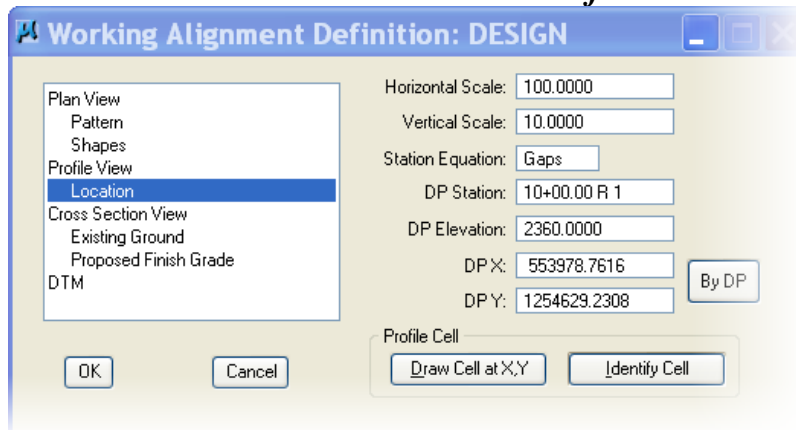 Working Alignment Definition: DESIGN
Plan View
Pattern
Shapes
Profile View
Location
Cross Section View
Existing Ground
Proposed Finish Grade
DTM
Horizontal Scale: 100.0000
Vertical Scale: 10.0000
Station Equation: Gaps
DP Station: 10+00.00 R 1
DP Elevation: 2360.0000
DP X: 553978.7616
DP Y: 1254629.2308
By DP
Profile Cell
Draw Cell at X,Y Identify Cell
OK Cancel